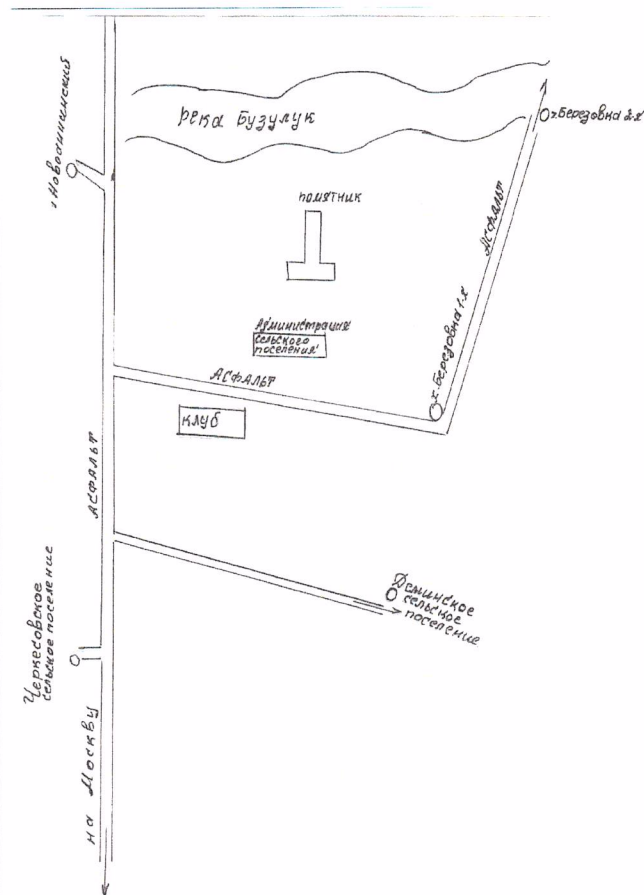 река Бузулук
х.Березовка 2-я
г.Новоаннинский
памятник
АСФАЛЬТ
Администрация
сельского
поселения
х.Березовка 1-я
АСФАЛЬТ
клуб
АСФАЛЬТ
Деминское
сельское
поселение
Черкесовское
сельское поселение
на Москву